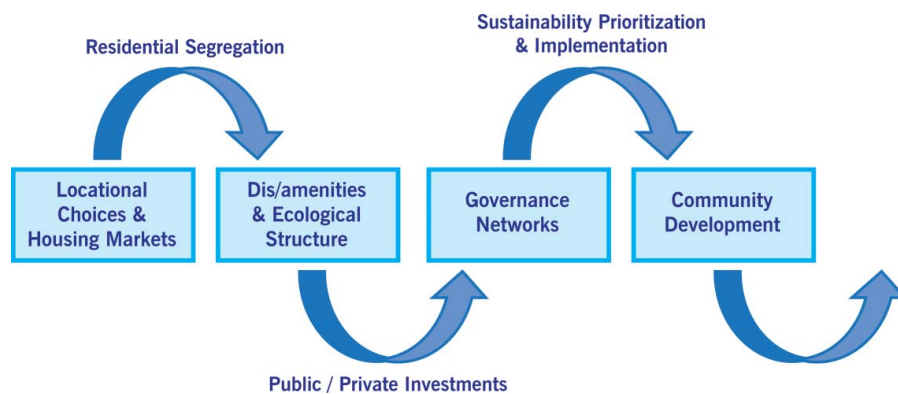 Residential Segregation
Sustainability Prioritization
& Implementation
Locational
Choices &
Housing Markets
Dis/amenities
& Ecological
Structure
Governance
Networks
Community
Development
Public / Private Investments